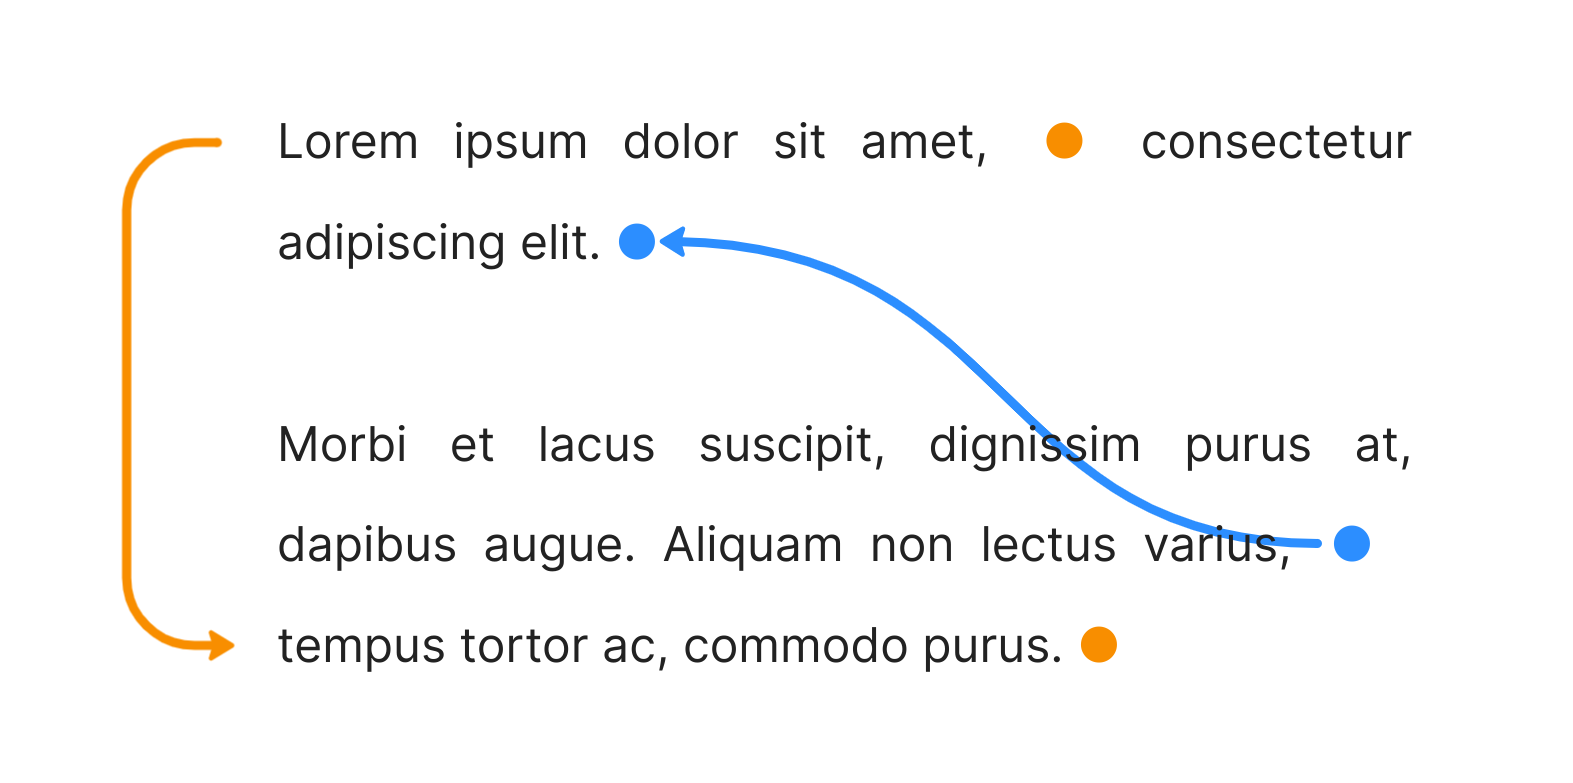 Lorem ipsum dolor sit amet, consectetur
adipiscing elit.
Morbi et lacus suscipit, dignissim purus at,
dapibus augue. Aliquam non lectus varius,
tempus tortor ac, commodo purus.